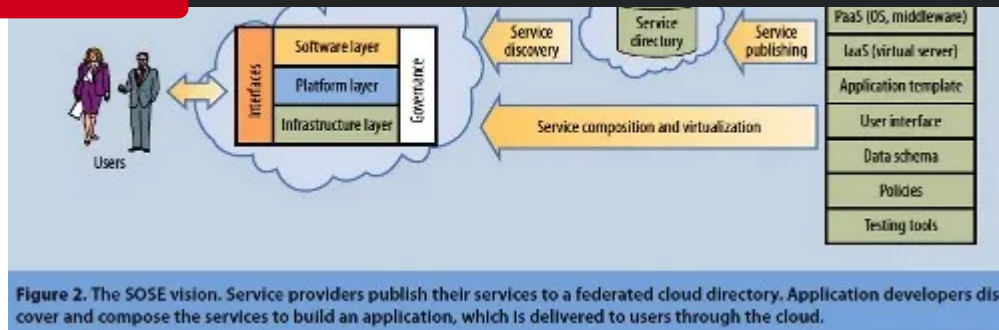 PaaS (OS, middleware)
Service directory
Service discovery
Service publishing
IaaS (virtual server)
Software layer
Interfaces
Platform layer
Governance
Application template
Infrastructure layer
Service composition and virtualization
User interface
Users
Data schema
Policies
Testing tools
Figure 2. The SOSE vision. Service providers publish their services to a federated cloud directory. Application developers dis
cover and compose the services to build an application, which is delivered to users through the cloud.